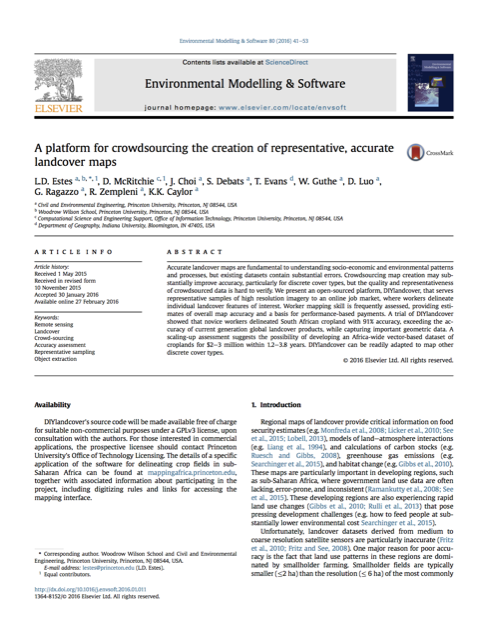 Environmental Modelling & Software 80 (2016) 41–53
Contents lists available at ScienceDirect
Environmental Modelling & Software
journal homepage: www.elsevier.com/locate/envsoft
ELSEVIER
A platform for crowdsourcing the creation of representative, accurate
landcover maps
CrossMark
L.D. Estes a, b, *, 1, D. McRitchie c, 1, J. Choi a, S. Debats a, T. Evans d, W. Guthe a, D. Luo a,
G. Ragazzo a, R. Zempleni a, K.K. Caylor a
a Civil and Environmental Engineering, Princeton University, Princeton, NJ 08544, USA
b Woodrow Wilson School, Princeton University, Princeton, NJ 08544, USA
c Computational Science and Engineering Support, Office of Information Technology, Princeton University, Princeton, NJ 08544, USA
d Department of Geography, Indiana University, Bloomington, IN 47405, USA
ARTICLE INFO
Article history:
Received 1 May 2015
Received in revised form
10 November 2015
Accepted 30 January 2016
Available online 27 February 2016
Keywords:
Remote sensing
Landcover
Crowd-sourcing
Accuracy assessment
Representative sampling
Object extraction
ABSTRACT
Accurate landcover maps are fundamental to understanding socio-economic and environmental patterns
and processes, but existing datasets contain substantial errors. Crowdsourcing map creation may sub-
stantially improve accuracy, particularly for discrete cover types, but the quality and representativeness
of crowdsourced data is hard to verify. We present an open-sourced platform, DIYlandcover, that serves
representative samples of high resolution imagery to an online job market, where workers delineate
individual landcover features of interest. Worker mapping skill is frequently assessed, providing esti-
mates of overall map accuracy and a basis for performance-based payments. A trial of DIYlandcover
showed that novice workers delineated South African cropland with 91% accuracy, exceeding the ac-
curacy of current generation global landcover products, while capturing important geometric data. A
scaling-up assessment suggests the possibility of developing an Africa-wide vector-based dataset of
croplands for $2–3 million within 1.2–3.8 years. DIYlandcover can be readily adapted to map other
discrete cover types.
© 2016 Elsevier Ltd. All rights reserved.
Availability
DIYlandcover's source code will be made available free of charge
for suitable non-commercial purposes under a GPLv3 license, upon
consultation with the authors. For those interested in commercial
applications, the prospective licensee should contact Princeton
University's Office of Technology Licensing. The details of a specific
application of the software for delineating crop fields in sub-
Saharan Africa can be found at mappingafrica.princeton.edu,
together with associated information about participating in the
project, including digitizing rules and links for accessing the
mapping interface.
* Corresponding author. Woodrow Wilson School and Civil and Environmental
Engineering, Princeton University, Princeton, NJ 08544, USA.
E-mail address: lestes@princeton.edu (L.D. Estes).
1 Equal contributors.
1. Introduction
Regional maps of landcover provide critical information on food
security estimates (e.g. Monfreda et al., 2008; Licker et al., 2010; See
et al., 2015; Lobell, 2013), models of land–atmosphere interactions
(e.g. Liang et al., 1994), and calculations of carbon stocks (e.g.
Ruesch and Gibbs, 2008), greenhouse gas emissions (e.g.
Searchinger et al., 2015), and habitat change (e.g. Gibbs et al., 2010).
These maps are particularly important in developing regions, such
as sub-Saharan Africa, where government land use data are often
lacking, error-prone, and inconsistent (Ramankutty et al., 2008; See
et al., 2015). These developing regions are also experiencing rapid
land use changes (Gibbs et al., 2010; Rulli et al., 2013) that pose
pressing development challenges (e.g. how to feed people at sub-
stantially lower environmental cost Searchinger et al., 2015).
Unfortunately, landcover datasets derived from medium to
coarse resolution satellite sensors are particularly inaccurate (Fritz
et al., 2010; Fritz and See, 2008). One major reason for poor accu-
racy is the fact that land use patterns in these regions are domi-
nated by smallholder farming. Smallholder fields are typically
smaller (≤2 ha) than the resolution (≤ 6 ha) of the most commonly
http://dx.doi.org/10.1016/j.envsoft.2016.01.011
1364-8152/© 2016 Elsevier Ltd. All rights reserved.